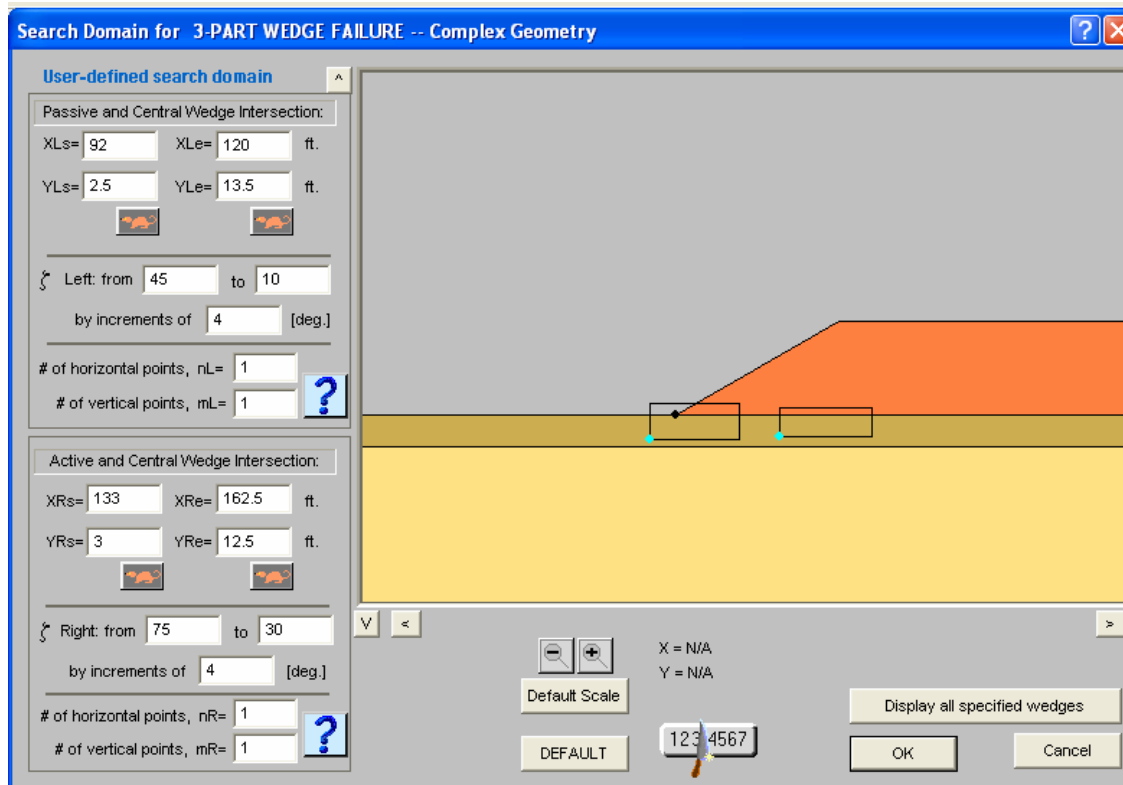 Search Domain for 3-PART WEDGE FAILURE -- Complex Geometry
?
User-defined search domain
^
Passive and Central Wedge Intersection:
XLs= 92 XLe= 120 ft.
YLs= 2.5 YLe= 13.5 ft.
ζ Left: from 45 to 10
by increments of 4 [deg.]
# of horizontal points, nL= 1
# of vertical points, mL= 1
?
Active and Central Wedge Intersection:
XRs= 133 XRe= 162.5 ft.
YRs= 3 YRe= 12.5 ft.
ζ Right: from 75 to 30
by increments of 4 [deg.]
# of horizontal points, nR= 1
# of vertical points, mR= 1
?
V < >
X = N/A
Y = N/A
Default Scale
DEFAULT
123 4567
Display all specified wedges
OK
Cancel